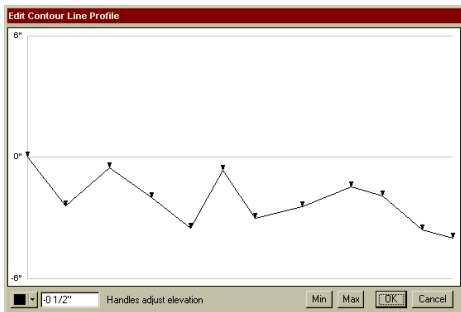 Edit Contour Line Profile
6"
0"
-6"
-0 1/2" Handles adjust elevation Min Max OK Cancel